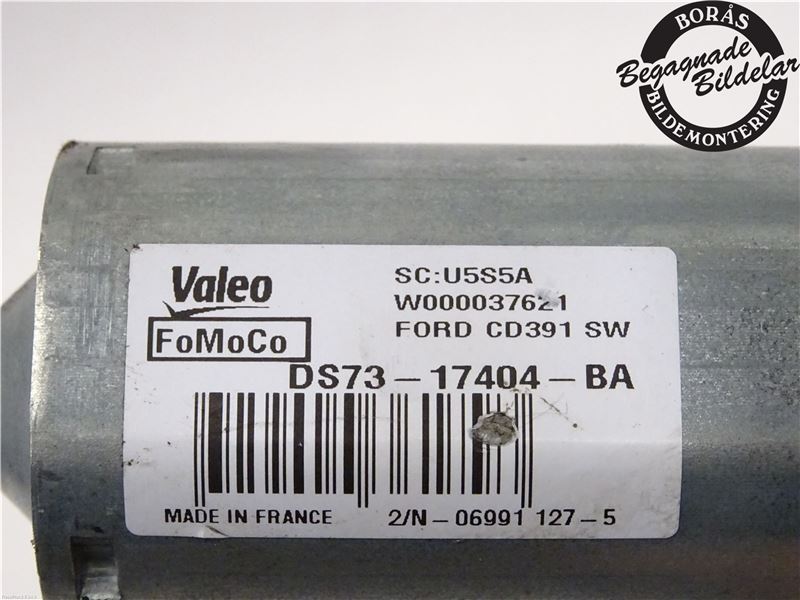 BORÅS
Begagnade
Bildelar
BILDEMONTERING
Valeo
SC:U5S5A
W000037621
FoMoCo
FORD CD391 SW
DS73-17404-BA
MADE IN FRANCE
2/N-06991 127-5